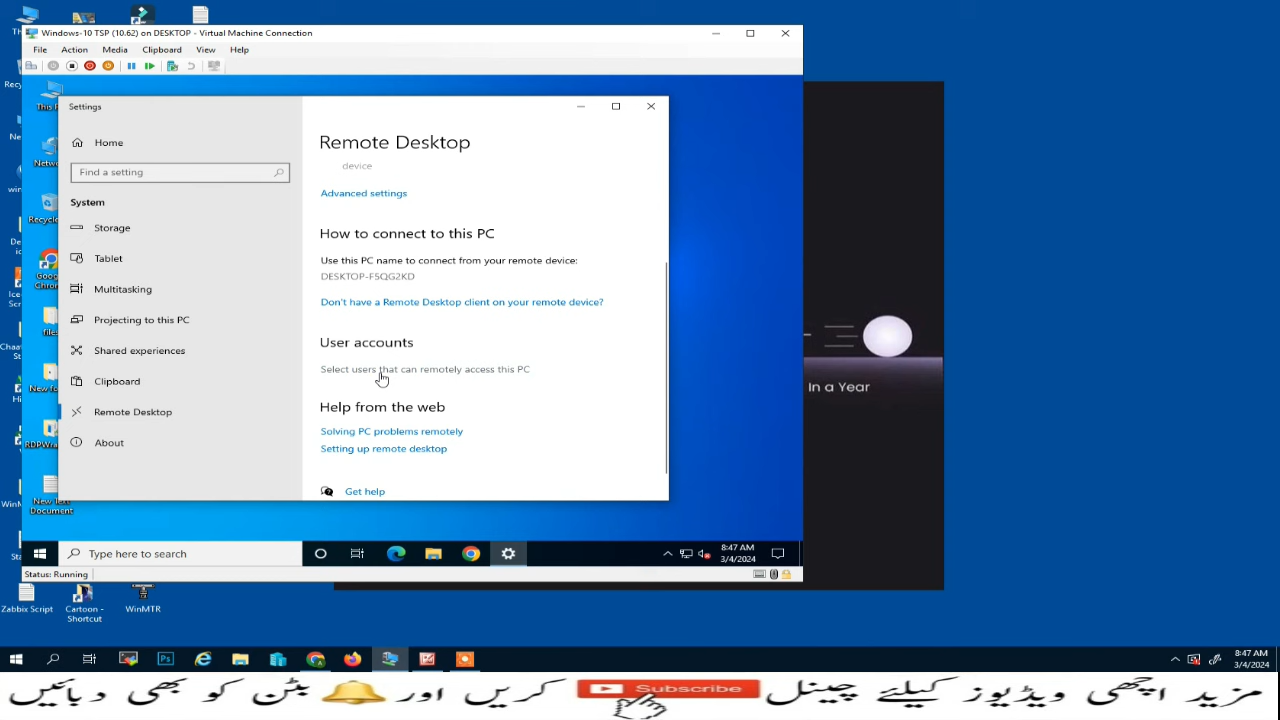 Windows-10 TSP (10.62) on DESKTOP - Virtual Machine Connection
File Action Media Clipboard View Help
Settings
Home
Find a setting
System
Storage
Tablet
Multitasking
Projecting to this PC
Shared experiences
Clipboard
Remote Desktop
About
Remote Desktop
device
Advanced settings
How to connect to this PC
Use this PC name to connect from your remote device:
DESKTOP-F5QG2KD
Don't have a Remote Desktop client on your remote device?
User accounts
Select users that can remotely access this PC
Help from the web
Solving PC problems remotely
Setting up remote desktop
Get help
New Text
Document
In a Year
Type here to search
8:47 AM
3/4/2024
Status: Running
Zabbix Script
Cartoon -
Shortcut
WinMTR
8:47 AM
3/4/2024
مزید اچھی ویڈیوز کیلئے چینل Subscribe کریں اور بٹن کو بھی دبائیں